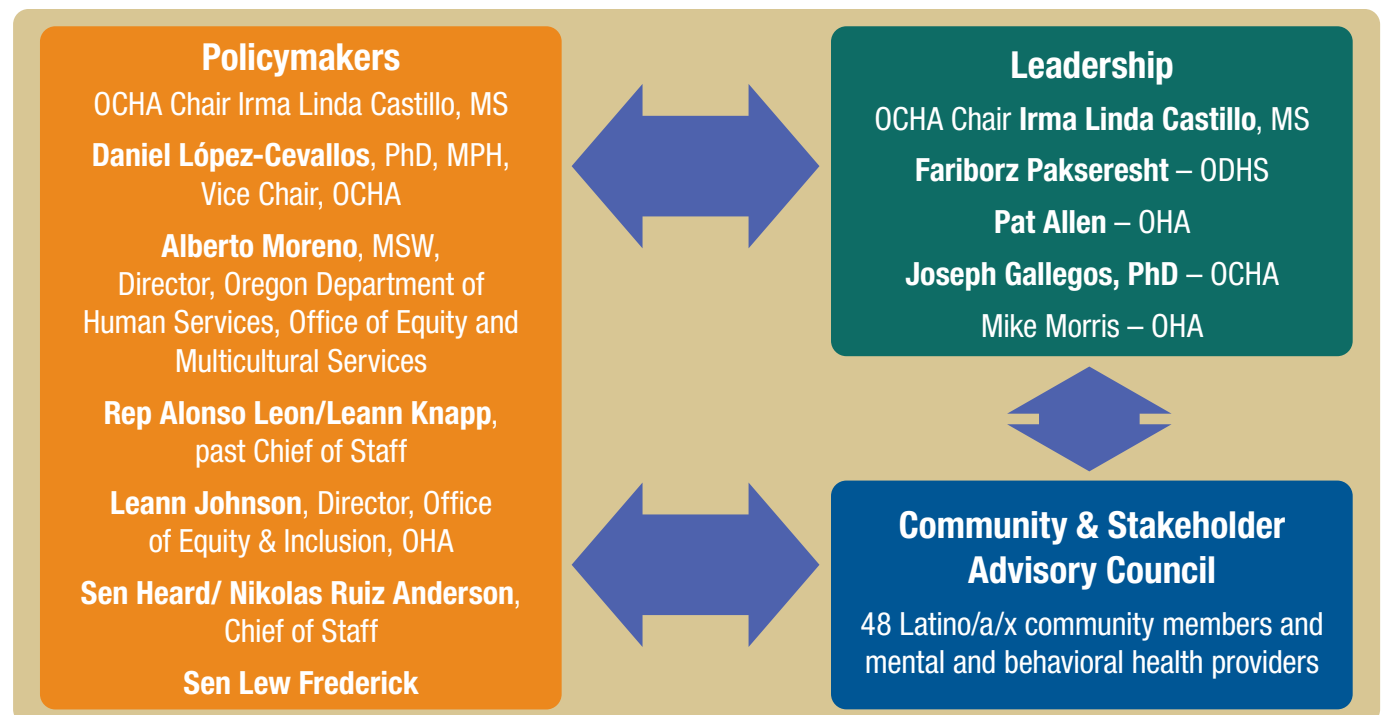 Policymakers
OCHA Chair Irma Linda Castillo, MS
Daniel López-Cevallos, PhD, MPH,
Vice Chair, OCHA
Alberto Moreno, MSW,
Director, Oregon Department of
Human Services, Office of Equity and
Multicultural Services
Rep Alonso Leon/Leann Knapp,
past Chief of Staff
Leann Johnson, Director, Office
of Equity & Inclusion, OHA
Sen Heard/ Nikolas Ruiz Anderson,
Chief of Staff
Sen Lew Frederick
Leadership
OCHA Chair Irma Linda Castillo, MS
Fariborz Pakseresht – ODHS
Pat Allen – OHA
Joseph Gallegos, PhD – OCHA
Mike Morris – OHA
Community & Stakeholder
Advisory Council
48 Latino/a/x community members and
mental and behavioral health providers